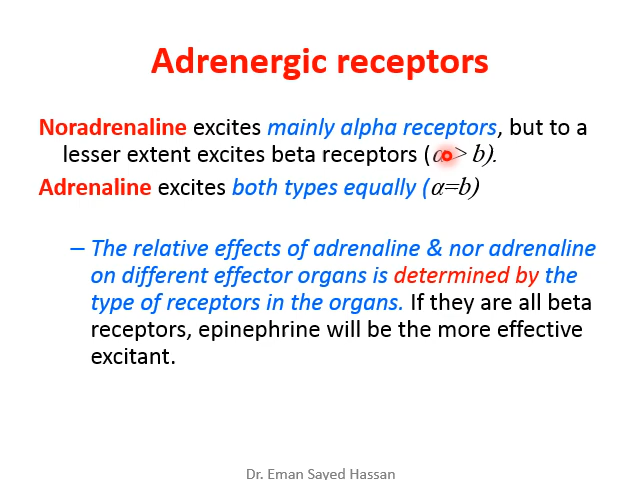 Adrenergic receptors
Noradrenaline excites mainly alpha receptors, but to a
lesser extent excites beta receptors (α> b).
Adrenaline excites both types equally (α=b)
– The relative effects of adrenaline & nor adrenaline
on different effector organs is determined by the
type of receptors in the organs. If they are all beta
receptors, epinephrine will be the more effective
excitant.
Dr. Eman Sayed Hassan